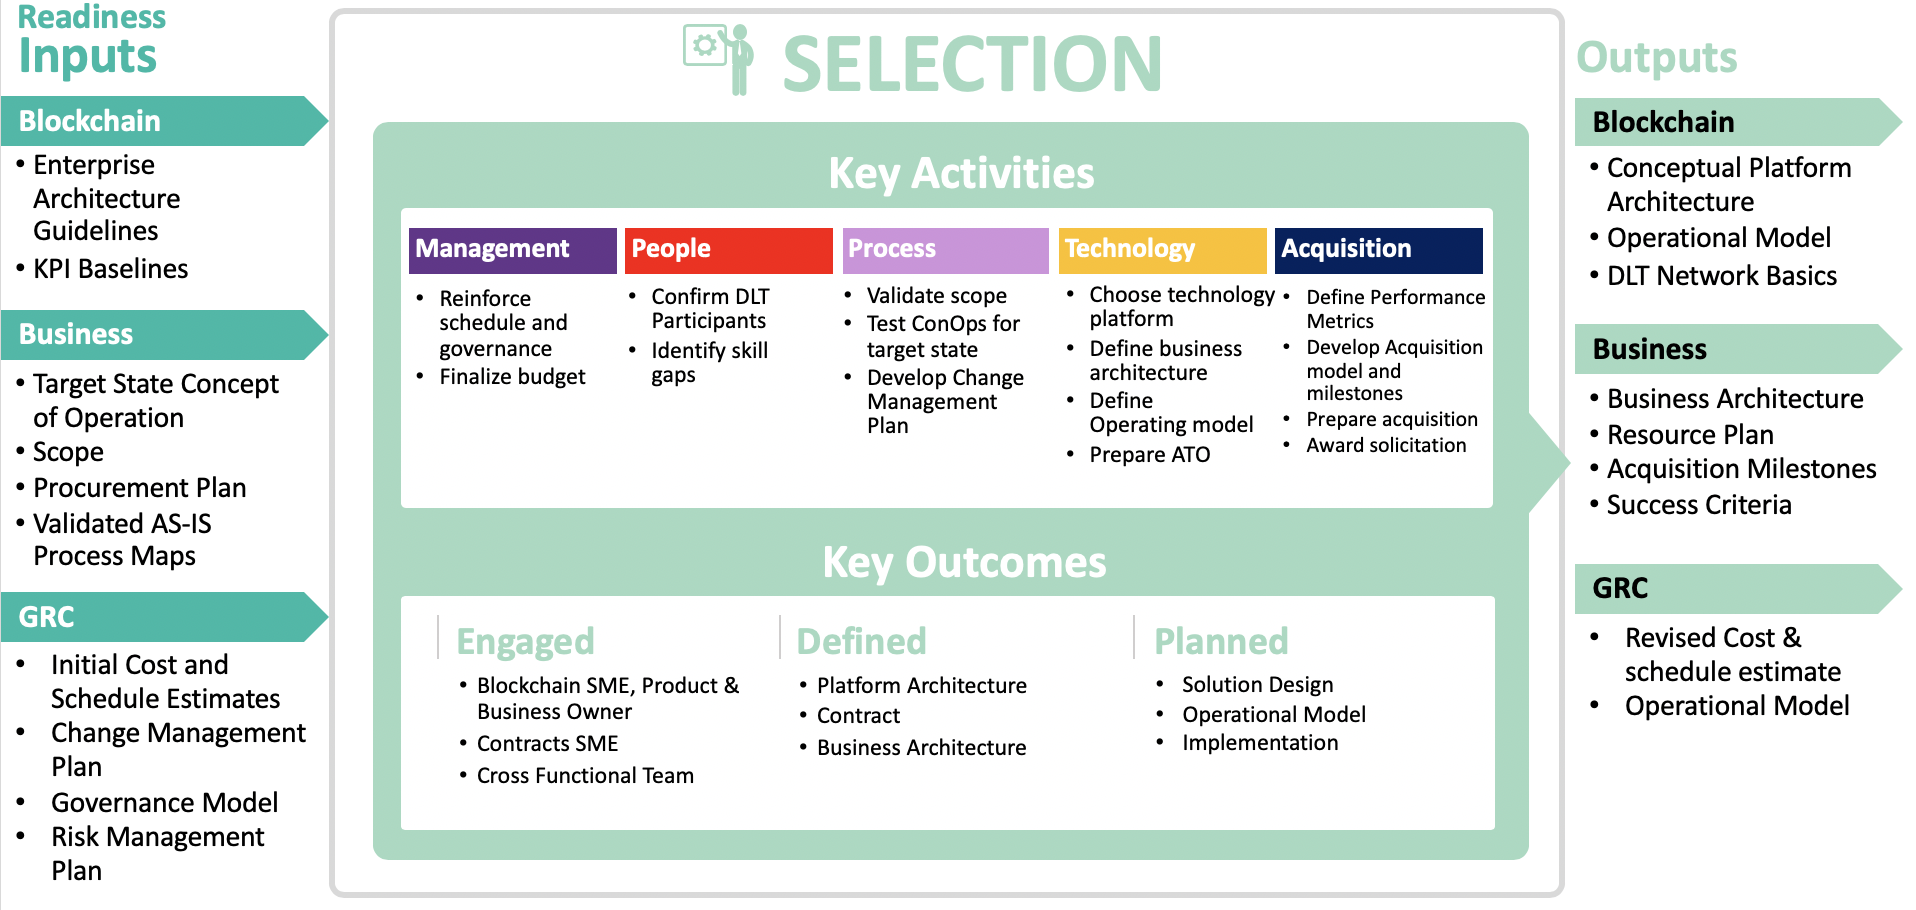 Readiness
Inputs
Blockchain
• Enterprise
Architecture
Guidelines
• KPI Baselines
Business
• Target State Concept
of Operation
• Scope
• Procurement Plan
• Validated AS-IS
Process Maps
GRC
• Initial Cost and
Schedule Estimates
• Change Management
Plan
• Governance Model
• Risk Management
Plan
SELECTION
Key Activities
Management
• Reinforce
schedule and
governance
• Finalize budget
People
• Confirm DLT
Participants
• Identify skill
gaps
Process
• Validate scope
• Test ConOps for
target state
• Develop Change
Management
Plan
Technology
• Choose technology
platform
• Define business
architecture
• Define
Operating model
• Prepare ATO
Acquisition
• Define Performance
Metrics
• Develop Acquisition
model and
milestones
• Prepare acquisition
• Award solicitation
Key Outcomes
Engaged
• Blockchain SME, Product &
Business Owner
• Contracts SME
• Cross Functional Team
Defined
• Platform Architecture
• Contract
• Business Architecture
Planned
• Solution Design
• Operational Model
• Implementation
Outputs
Blockchain
• Conceptual Platform
Architecture
• Operational Model
• DLT Network Basics
Business
• Business Architecture
• Resource Plan
• Acquisition Milestones
• Success Criteria
GRC
• Revised Cost &
schedule estimate
• Operational Model